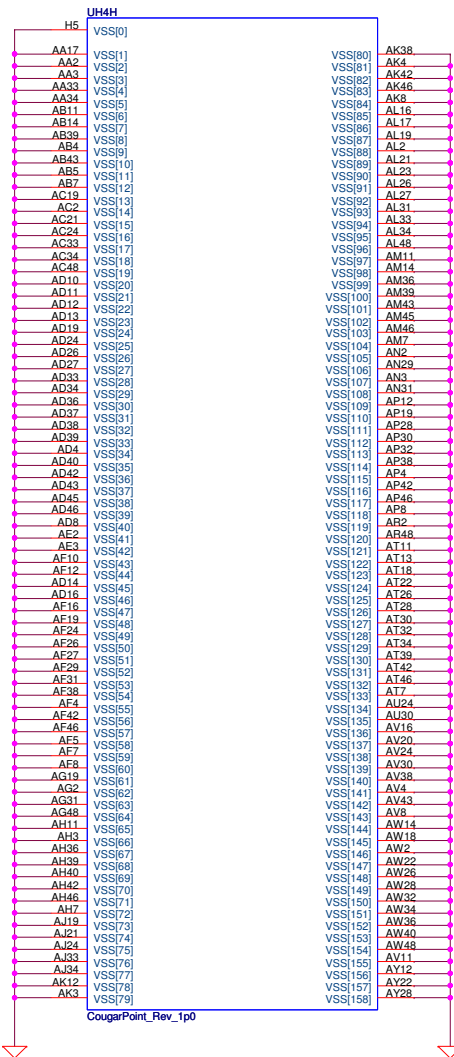 UH4H
H5 VSS[0]
AA17 VSS[1]
AA2 VSS[2]
AA3 VSS[3]
AA33 VSS[4]
AA34 VSS[5]
AB11 VSS[6]
AB14 VSS[7]
AB39 VSS[8]
AB4 VSS[9]
AB43 VSS[10]
AB5 VSS[11]
AB7 VSS[12]
AC19 VSS[13]
AC2 VSS[14]
AC21 VSS[15]
AC24 VSS[16]
AC33 VSS[17]
AC34 VSS[18]
AC48 VSS[19]
AD10 VSS[20]
AD11 VSS[21]
AD12 VSS[22]
AD13 VSS[23]
AD19 VSS[24]
AD24 VSS[25]
AD26 VSS[26]
AD27 VSS[27]
AD33 VSS[28]
AD34 VSS[29]
AD36 VSS[30]
AD37 VSS[31]
AD38 VSS[32]
AD39 VSS[33]
AD4 VSS[34]
AD40 VSS[35]
AD42 VSS[36]
AD43 VSS[37]
AD45 VSS[38]
AD46 VSS[39]
AD8 VSS[40]
AE2 VSS[41]
AE3 VSS[42]
AF10 VSS[43]
AF12 VSS[44]
AD14 VSS[45]
AD16 VSS[46]
AF16 VSS[47]
AF19 VSS[48]
AF24 VSS[49]
AF26 VSS[50]
AF27 VSS[51]
AF29 VSS[52]
AF31 VSS[53]
AF38 VSS[54]
AF4 VSS[55]
AF42 VSS[56]
AF46 VSS[57]
AF5 VSS[58]
AF7 VSS[59]
AF8 VSS[60]
AG19 VSS[61]
AG2 VSS[62]
AG31 VSS[63]
AG48 VSS[64]
AH11 VSS[65]
AH3 VSS[66]
AH36 VSS[67]
AH39 VSS[68]
AH40 VSS[69]
AH42 VSS[70]
AH46 VSS[71]
AH7 VSS[72]
AJ19 VSS[73]
AJ21 VSS[74]
AJ24 VSS[75]
AJ33 VSS[76]
AJ34 VSS[77]
AK12 VSS[78]
AK3 VSS[79]
VSS[80] AK38
VSS[81] AK4
VSS[82] AK42
VSS[83] AK46
VSS[84] AK8
VSS[85] AL16
VSS[86] AL17
VSS[87] AL19
VSS[88] AL2
VSS[89] AL21
VSS[90] AL23
VSS[91] AL26
VSS[92] AL27
VSS[93] AL31
VSS[94] AL33
VSS[95] AL34
VSS[96] AL48
VSS[97] AM11
VSS[98] AM14
VSS[99] AM36
VSS[100] AM39
VSS[101] AM43
VSS[102] AM45
VSS[103] AM46
VSS[104] AM7
VSS[105] AN2
VSS[106] AN29
VSS[107] AN3
VSS[108] AN31
VSS[109] AP12
VSS[110] AP19
VSS[111] AP28
VSS[112] AP30
VSS[113] AP32
VSS[114] AP38
VSS[115] AP4
VSS[116] AP42
VSS[117] AP46
VSS[118] AP8
VSS[119] AR2
VSS[120] AR48
VSS[121] AT11
VSS[122] AT13
VSS[123] AT18
VSS[124] AT22
VSS[125] AT26
VSS[126] AT28
VSS[127] AT30
VSS[128] AT32
VSS[129] AT34
VSS[130] AT39
VSS[131] AT42
VSS[132] AT46
VSS[133] AT7
VSS[134] AU24
VSS[135] AU30
VSS[136] AV16
VSS[137] AV20
VSS[138] AV24
VSS[139] AV30
VSS[140] AV38
VSS[141] AV4
VSS[142] AV43
VSS[143] AV8
VSS[144] AW14
VSS[145] AW18
VSS[146] AW2
VSS[147] AW22
VSS[148] AW26
VSS[149] AW28
VSS[150] AW32
VSS[151] AW34
VSS[152] AW36
VSS[153] AW40
VSS[154] AW48
VSS[155] AV11
VSS[156] AY12
VSS[157] AY22
VSS[158] AY28
CougarPoint_Rev_1p0